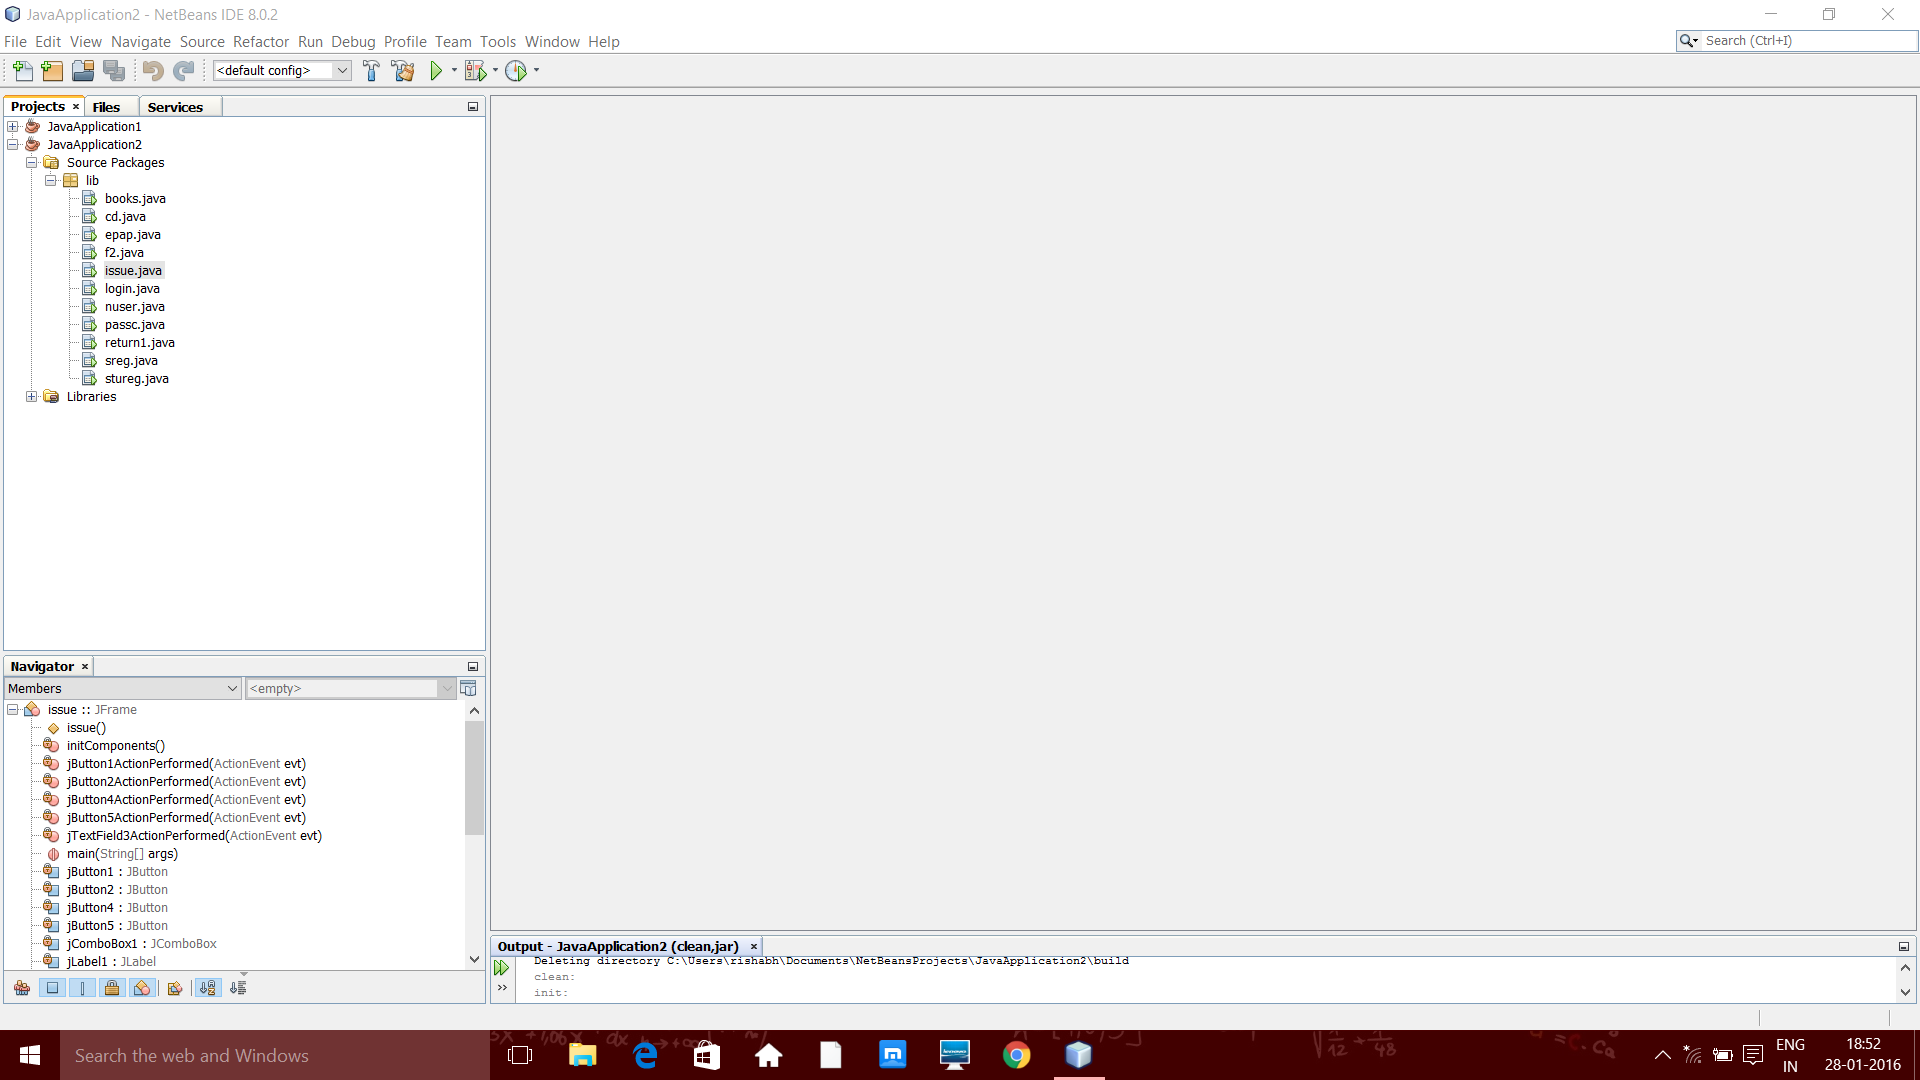 JavaApplication2 - NetBeans IDE 8.0.2
File Edit View Navigate Source Refactor Run Debug Profile Team Tools Window Help
Search (Ctrl+I)
<default config>
Projects Files Services
JavaApplication1
JavaApplication2
Source Packages
lib
books.java
cd.java
epap.java
f2.java
issue.java
login.java
nuser.java
passc.java
return1.java
sreg.java
stureg.java
Libraries
Navigator
Members <empty>
issue :: JFrame
issue()
initComponents()
jButton1ActionPerformed(ActionEvent evt)
jButton2ActionPerformed(ActionEvent evt)
jButton4ActionPerformed(ActionEvent evt)
jButton5ActionPerformed(ActionEvent evt)
jTextField3ActionPerformed(ActionEvent evt)
main(String[] args)
jButton1 : JButton
jButton2 : JButton
jButton4 : JButton
jButton5 : JButton
jComboBox1 : JComboBox
jLabel1 : JLabel
Output - JavaApplication2 (clean,jar)
Deleting directory C:\Users\rishabh\Documents\NetBeansProjects\JavaApplication2\build
clean:
init:
Search the web and Windows
ENG
IN
18:52
28-01-2016